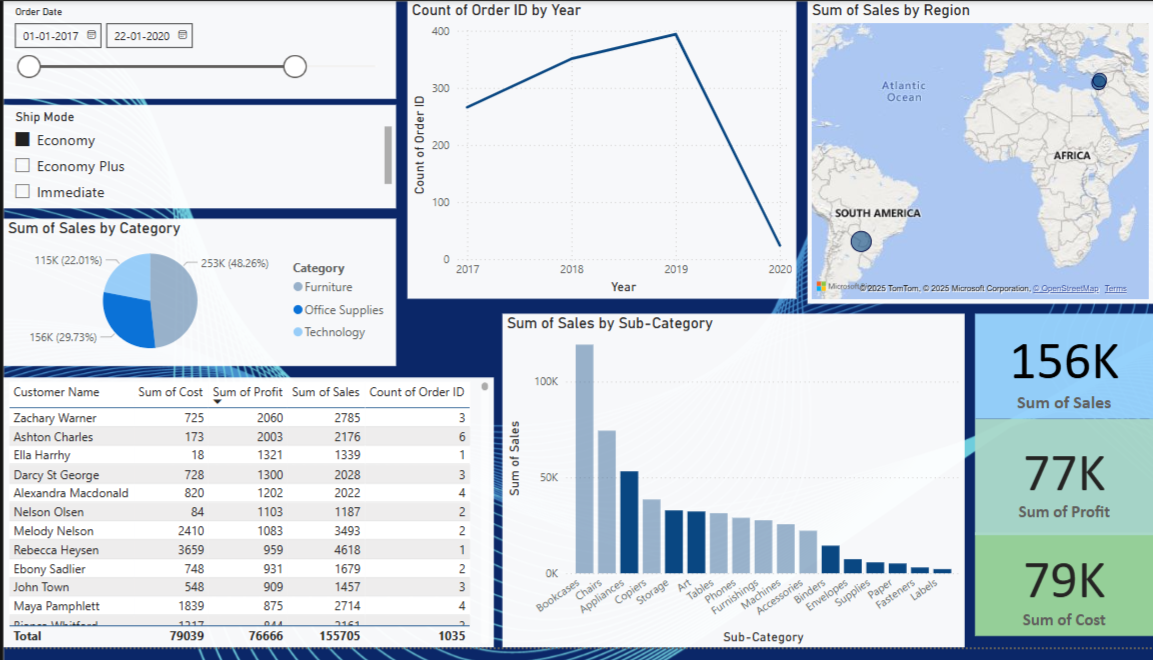 Order Date
01-01-2017
22-01-2020
Ship Mode
Economy
Economy Plus
Immediate
Sum of Sales by Category
115K (22.01%)
253K (48.26%)
156K (29.73%)
Category
Furniture
Office Supplies
Technology
Count of Order ID by Year
Count of Order ID
400
300
200
100
0
2017 2018 2019 2020
Year
Sum of Sales by Region
Atlantic
Ocean
AFRICA
SOUTH AMERICA
© 2025 TomTom, © 2025 Microsoft Corporation, © OpenStreetMap Terms
Customer Name Sum of Cost Sum of Profit Sum of Sales Count of Order ID
Zachary Warner 725 2060 2785 3
Ashton Charles 173 2003 2176 6
Ella Harrhy 18 1321 1339 1
Darcy St George 728 1300 2028 3
Alexandra Macdonald 820 1202 2022 4
Nelson Olsen 84 1103 1187 2
Melody Nelson 2410 1083 3493 2
Rebecca Heysen 3659 959 4618 1
Ebony Sadlier 748 931 1679 2
John Town 548 909 1457 3
Maya Pamphlett 1839 875 2714 4
Total 79039 76666 155705 1035
Sum of Sales by Sub-Category
Sum of Sales
100K
50K
0K
Bookcases Chairs Appliances Copiers Storage Art Tables Phones Furnishings Machines Accessories Binders Envelopes Supplies Paper Fasteners Labels
Sub-Category
156K
Sum of Sales
77K
Sum of Profit
79K
Sum of Cost